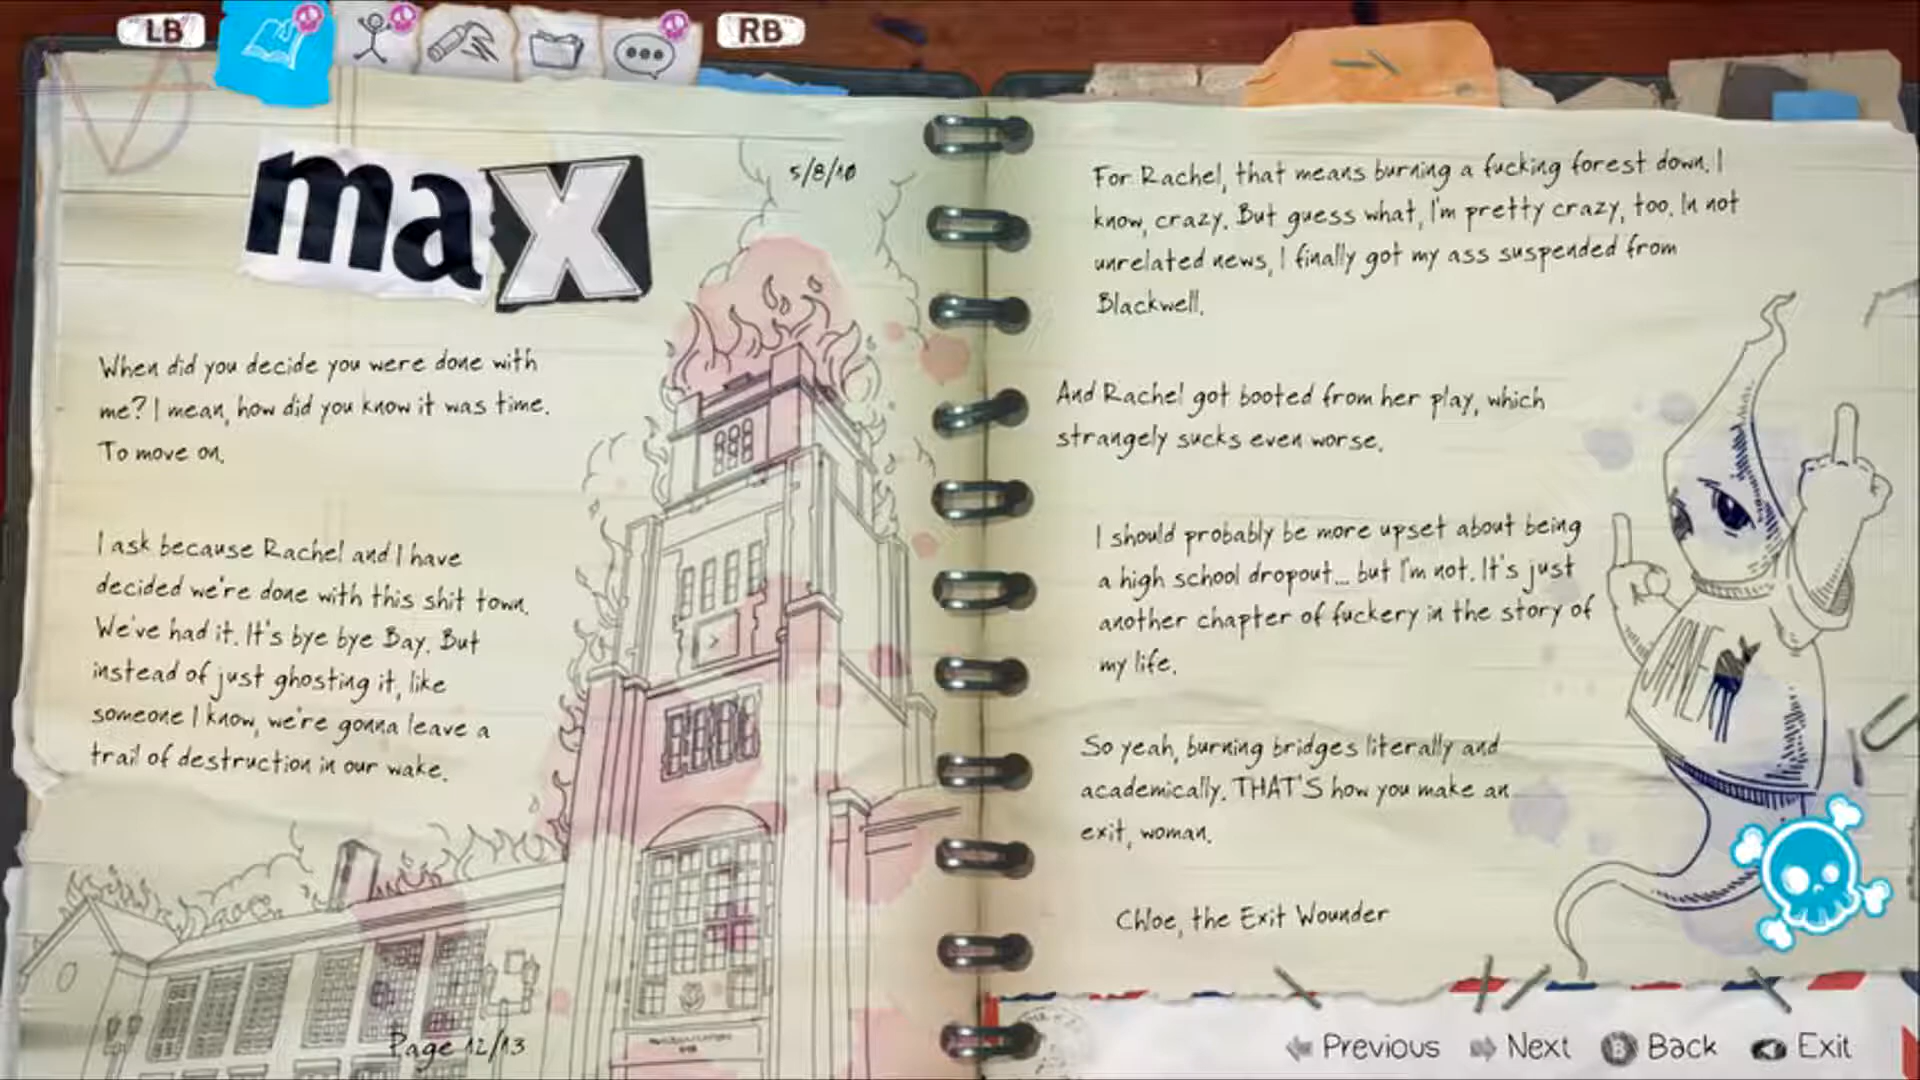 LB
RB
max
5/8/10
When did you decide you were done with
me? I mean, how did you know it was time.
To move on.
I ask because Rachel and I have
decided we're done with this shit town.
We've had it. It's bye bye Bay. But
instead of just ghosting it, like
someone I know, we're gonna leave a
trail of destruction in our wake.
Page 12/13
For Rachel, that means burning a fucking forest down. I
know, crazy. But guess what, I'm pretty crazy, too. In not
unrelated news, I finally got my ass suspended from
Blackwell.
And Rachel got booted from her play, which
strangely sucks even worse.
I should probably be more upset about being
a high school dropout... but I'm not. It's just
another chapter of fuckery in the story of
my life.
So yeah, burning bridges literally and
academically. THAT'S how you make an
exit, woman.
Chloe, the Exit Wounder
Previous
Next
B Back
Exit